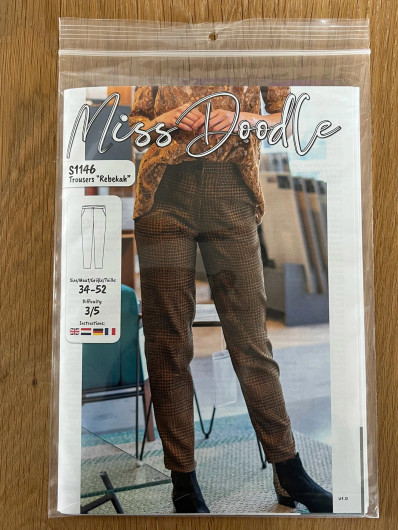 Miss Doodle
S1146
Trousers "Rebekah"
Size/Maat/Größe/Taille:
34-52
Difficulty
3/5
Instructions: